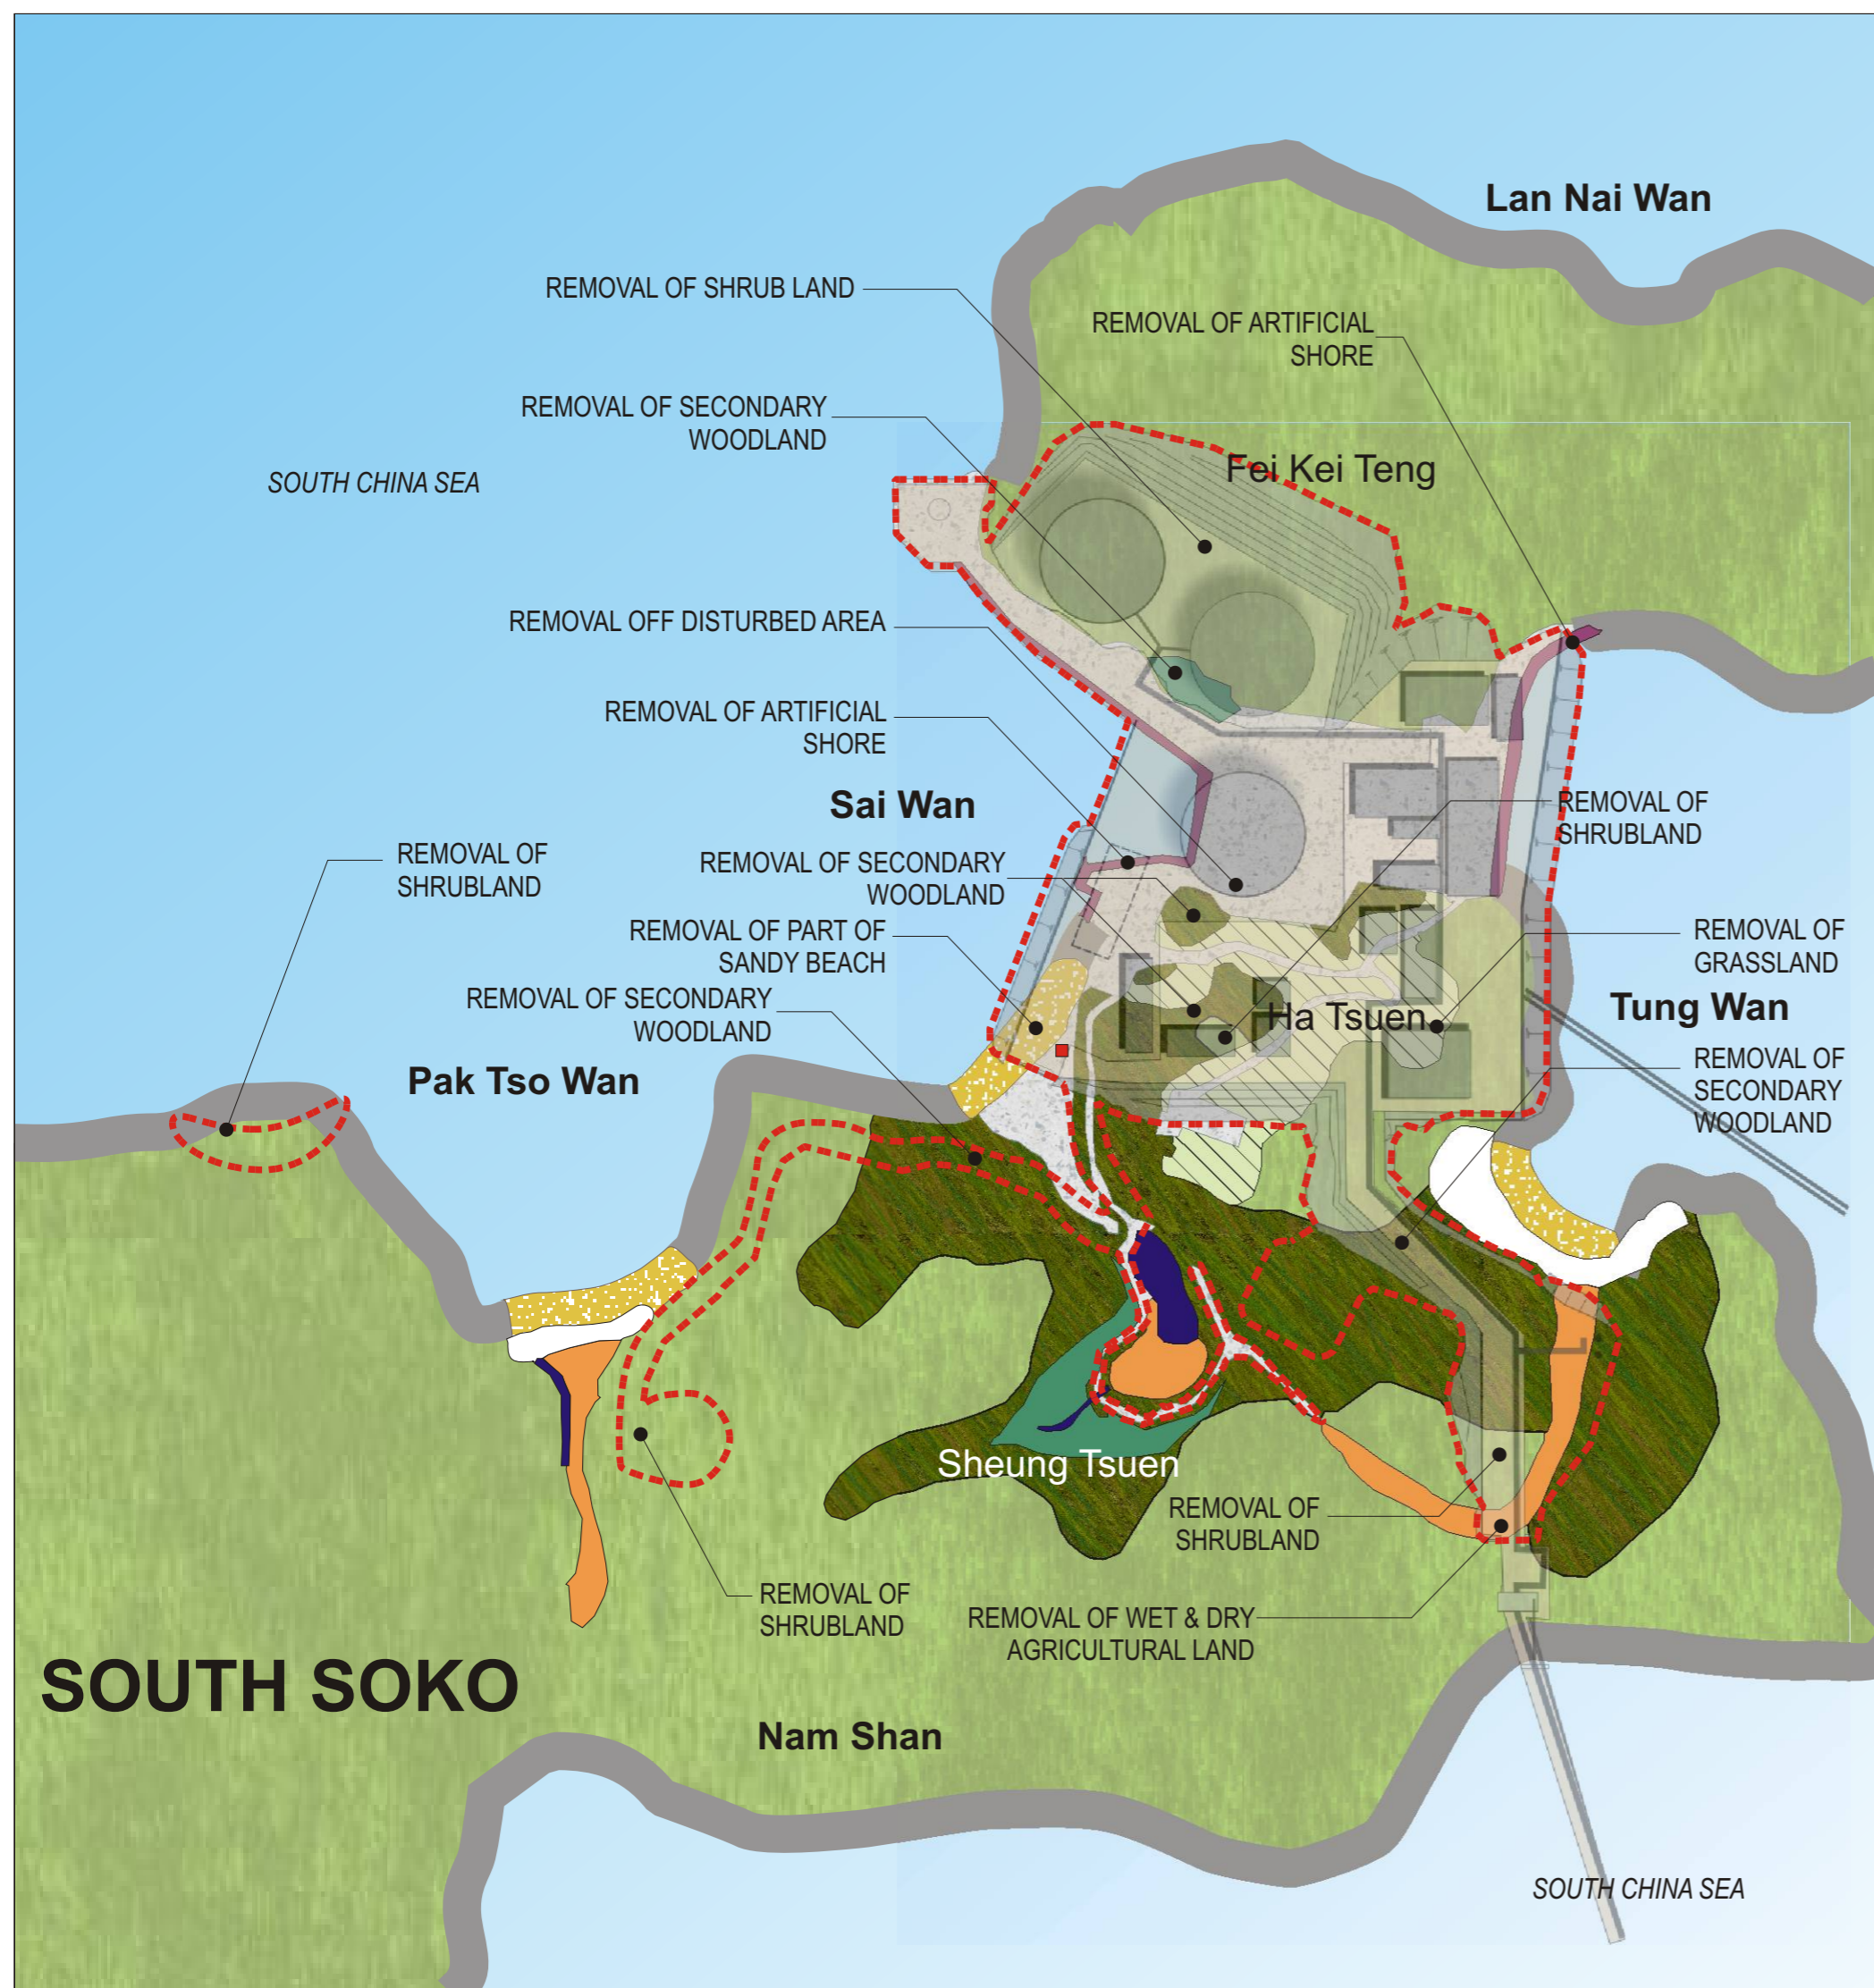 Lan Nai Wan
REMOVAL OF SHRUB LAND
REMOVAL OF ARTIFICIAL
SHORE
REMOVAL OF SECONDARY
WOODLAND
Fei Kei Teng
SOUTH CHINA SEA
REMOVAL OFF DISTURBED AREA
REMOVAL OF ARTIFICIAL
SHORE
Sai Wan
REMOVAL OF
SHRUBLAND
REMOVAL OF
SHRUBLAND
REMOVAL OF SECONDARY
WOODLAND
REMOVAL OF PART OF
SANDY BEACH
REMOVAL OF
GRASSLAND
REMOVAL OF SECONDARY
WOODLAND
Ha Tsuen
Tung Wan
Pak Tso Wan
REMOVAL OF
SECONDARY
WOODLAND
Sheung Tsuen
REMOVAL OF
SHRUBLAND
REMOVAL OF
SHRUBLAND
REMOVAL OF WET & DRY
AGRICULTURAL LAND
SOUTH SOKO
Nam Shan
SOUTH CHINA SEA